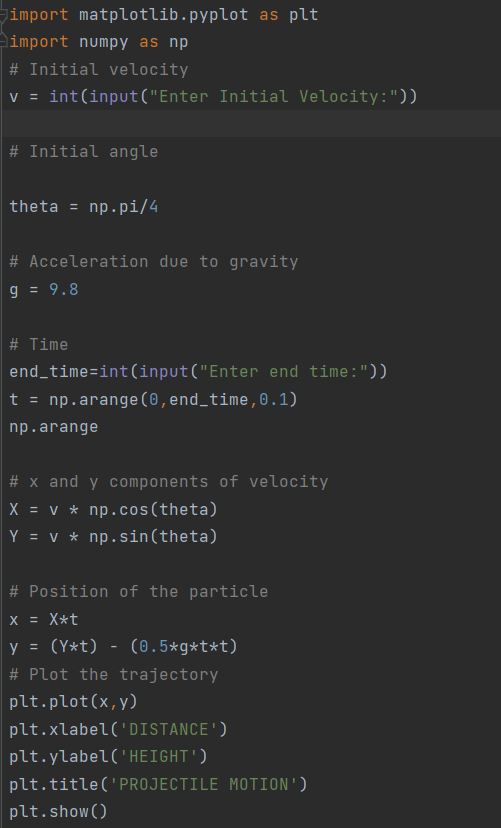 import matplotlib.pyplot as plt
import numpy as np
# Initial velocity
v = int(input("Enter Initial Velocity:"))
# Initial angle
theta = np.pi/4
# Acceleration due to gravity
g = 9.8
# Time
end_time=int(input("Enter end time:"))
t = np.arange(0,end_time,0.1)
np.arange
# x and y components of velocity
X = v * np.cos(theta)
Y = v * np.sin(theta)
# Position of the particle
x = X*t
y = (Y*t) - (0.5*g*t*t)
# Plot the trajectory
plt.plot(x,y)
plt.xlabel('DISTANCE')
plt.ylabel('HEIGHT')
plt.title('PROJECTILE MOTION')
plt.show()